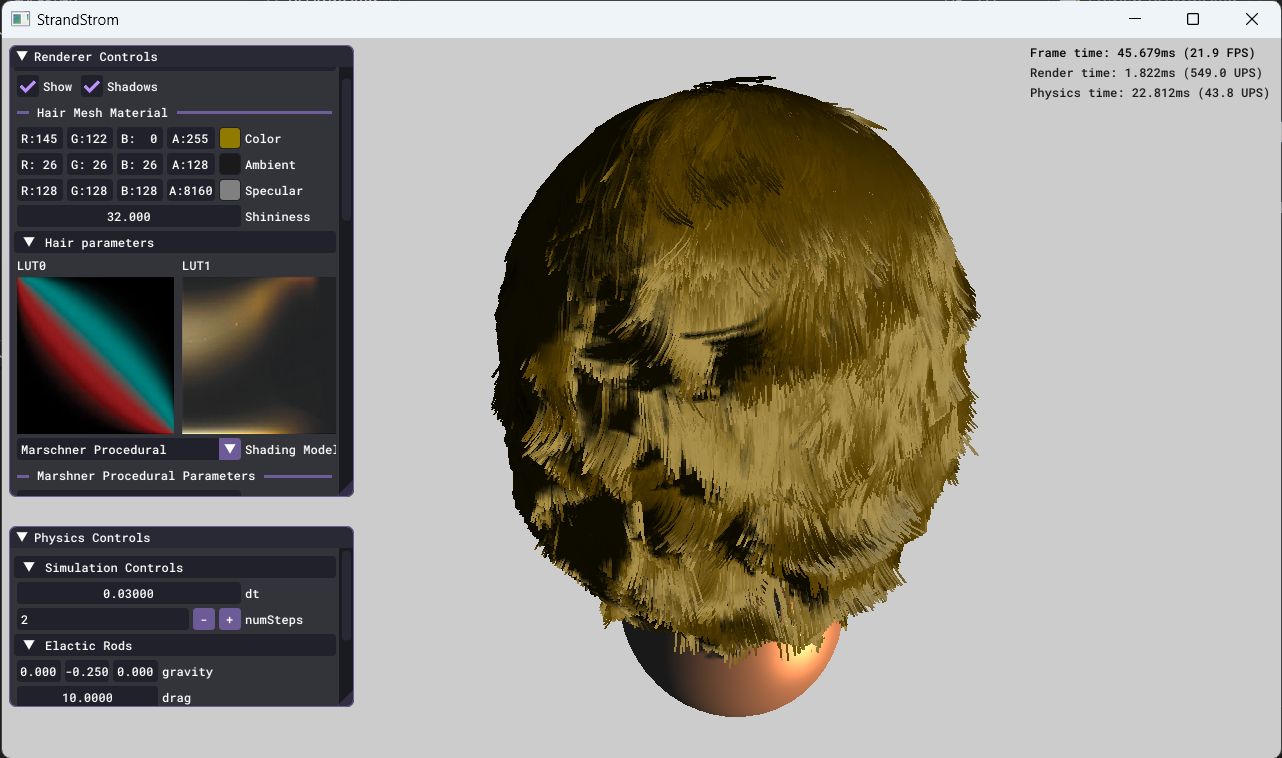 StrandStrom
Renderer Controls
Show Shadows
Hair Mesh Material
R:145 G:122 B: 0 A:255 Color
R: 26 G: 26 B: 26 A:128 Ambient
R:128 G:128 B:128 A:8160 Specular
32.000 Shininess
Hair parameters
LUT0 LUT1
Marschner Procedural Shading Model
Marshner Procedural Parameters
Physics Controls
Simulation Controls
0.03000 dt
2 - + numSteps
Elactic Rods
0.000 -0.250 0.000 gravity
10.0000 drag
Frame time: 45.679ms (21.9 FPS)
Render time: 1.822ms (549.0 UPS)
Physics time: 22.812ms (43.8 UPS)